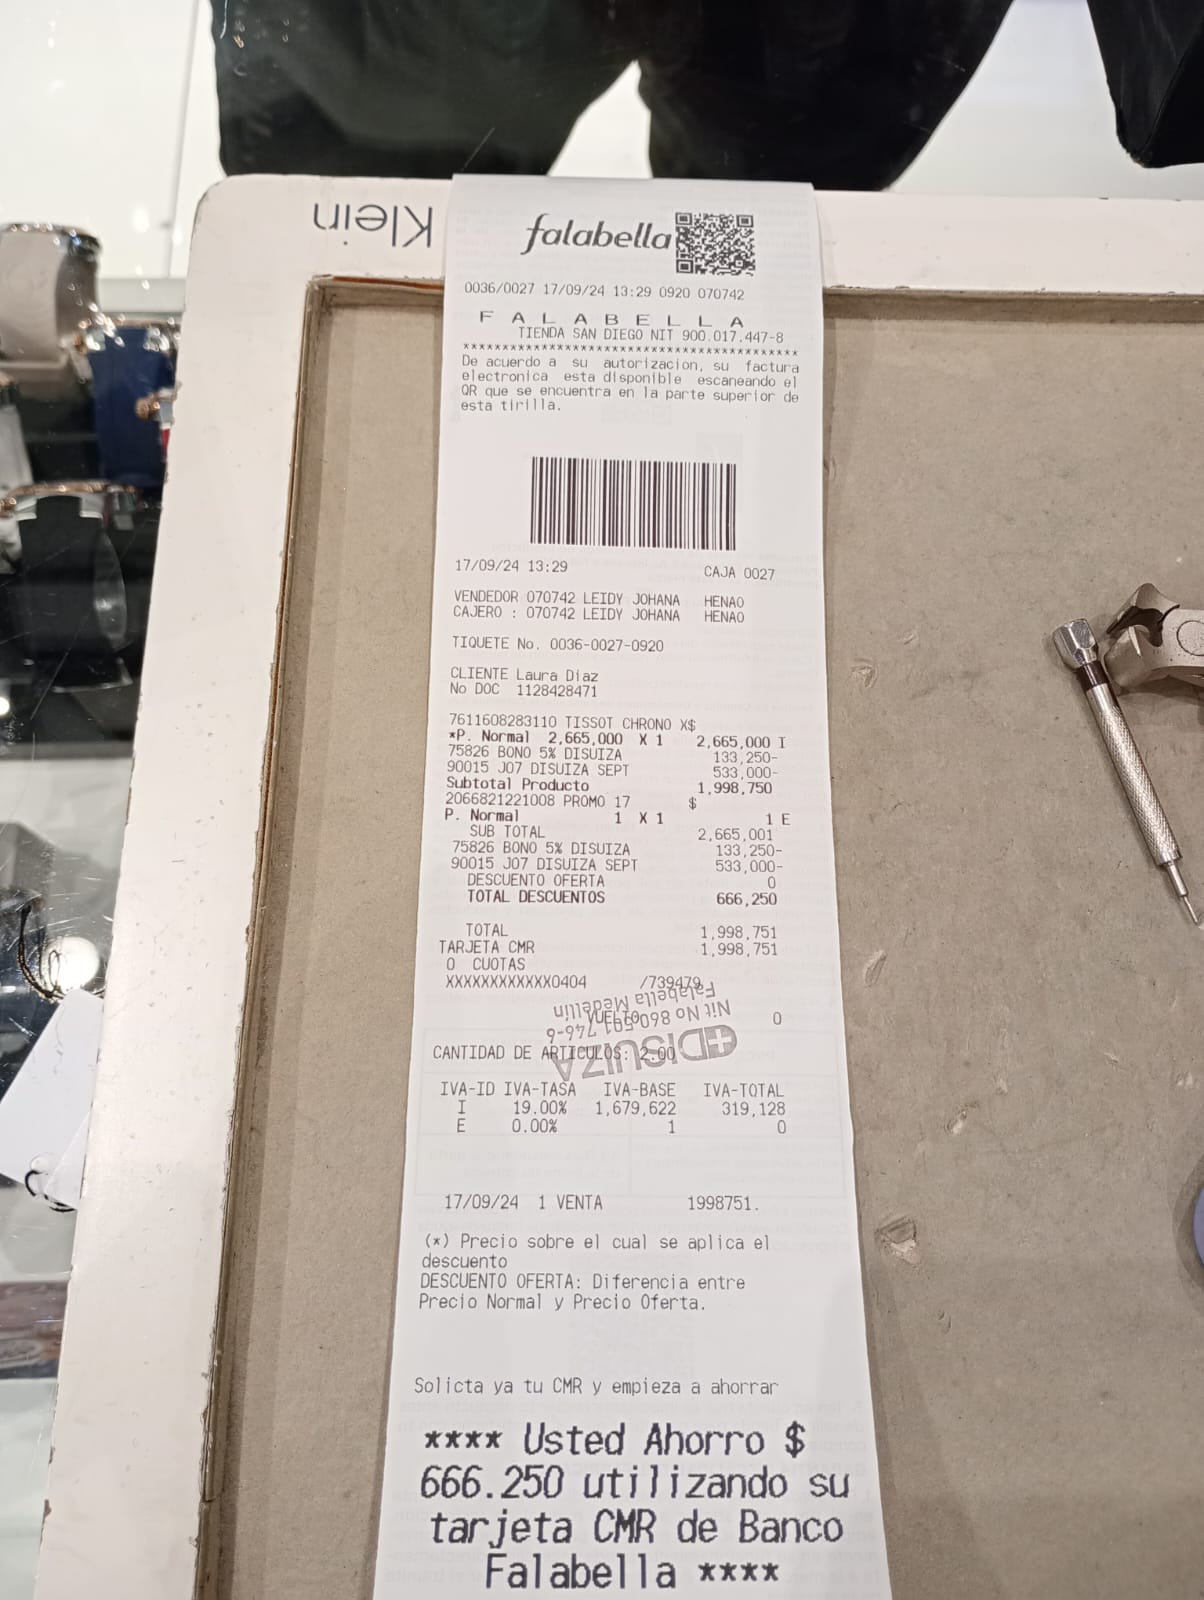 Klein
falabella
0036/0027 17/09/24 13:29 0920 070742
F A L A B E L L A
TIENDA SAN DIEGO NIT 900.017.447-8
******************************************
De acuerdo a su autorizacion, su factura
electronica esta disponible escaneando el
QR que se encuentra en la parte superior de
esta tirilla.
17/09/24 13:29 CAJA 0027
VENDEDOR 070742 LEIDY JOHANA HENAO
CAJERO : 070742 LEIDY JOHANA HENAO
TIQUETE No. 0036-0027-0920
CLIENTE Laura Diaz
No DOC 1128428471
7611608283110 TISSOT CHRONO X$
*P. Normal 2,665,000 X 1 2,665,000 I
75826 BONO 5% DISUIZA 133,250-
90015 J07 DISUIZA SEPT 533,000-
Subtotal Producto 1,998,750
2066821221008 PROMO 17 $
P. Normal 1 X 1 1 E
SUB TOTAL 2,665,001
75826 BONO 5% DISUIZA 133,250-
90015 J07 DISUIZA SEPT 533,000-
DESCUENTO OFERTA 0
TOTAL DESCUENTOS 666,250
TOTAL 1,998,751
TARJETA CMR 1,998,751
0 CUOTAS
XXXXXXXXXXXX0404 /739479
VUELTO 0
CANTIDAD DE ARTICULOS: 2.00
DISUIZA
Nit No 860.501.746-6
Falabella Medellín
IVA-ID IVA-TASA IVA-BASE IVA-TOTAL
I 19.00% 1,679,622 319,128
E 0.00% 1 0
17/09/24 1 VENTA 1998751.
(*) Precio sobre el cual se aplica el
descuento
DESCUENTO OFERTA: Diferencia entre
Precio Normal y Precio Oferta.
Solicta ya tu CMR y empieza a ahorrar
**** Usted Ahorro $
666.250 utilizando su
tarjeta CMR de Banco
Falabella ****